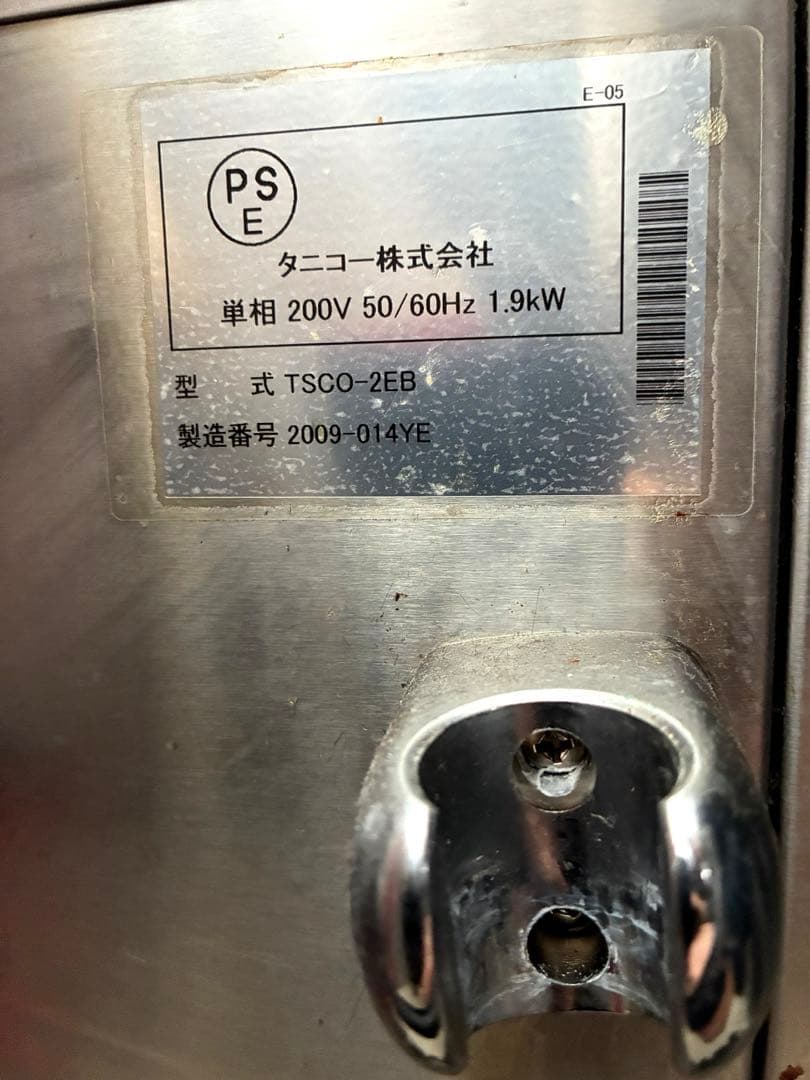 E-05
PS
E
タニコー株式会社
単相 200V 50/60Hz 1.9kW
型 式 TSCO-2EB
製造番号 2009-014YE